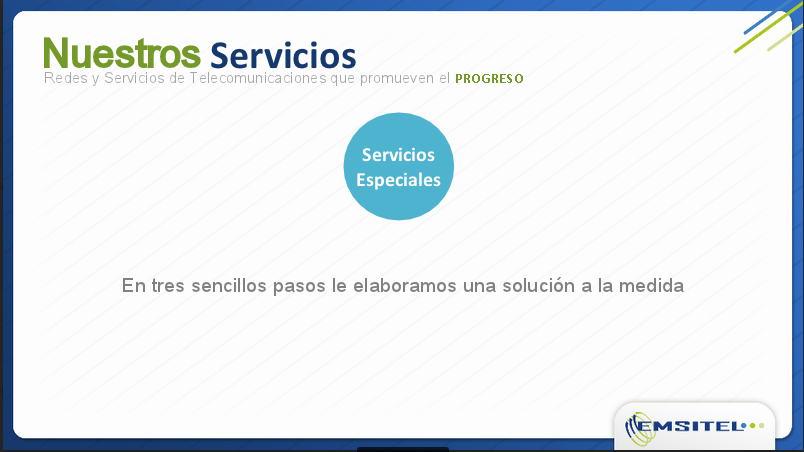 Nuestros Servicios
Redes y Servicios de Telecomunicaciones que promueven el PROGRESO
Servicios
Especiales
En tres sencillos pasos le elaboramos una solución a la medida
EMSITEL